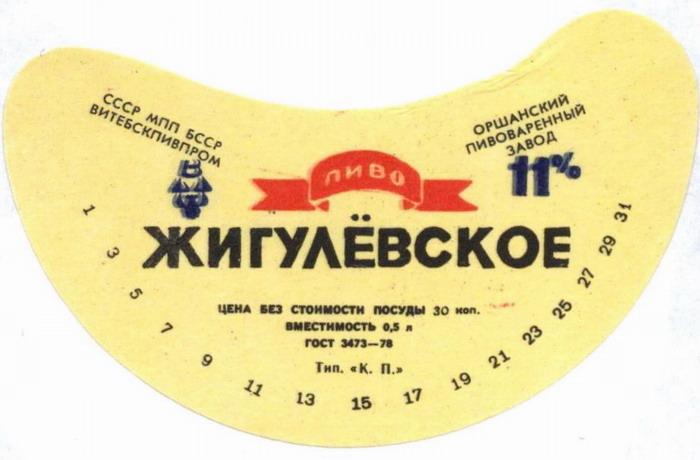 СССР МПП БССР
ВИТЕБСКПИВПРОМ
В
ОРШАНСКИЙ
ПИВОВАРЕННЫЙ
ЗАВОД
11%
ПИВО
ЖИГУЛЁВСКОЕ
ЦЕНА БЕЗ СТОИМОСТИ ПОСУДЫ 30 коп.
ВМЕСТИМОСТЬ 0,5 л
ГОСТ 3473—78
Тип. «К. П.»
1 3 5 7 9 11 13 15 17 19 21 23 25 27 29 31